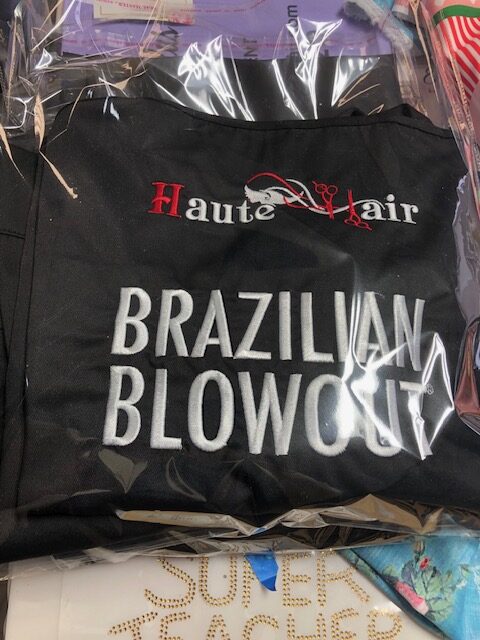 Haute Hair
BRAZILIAN
BLOWOUT®
SUPER
TEACHER